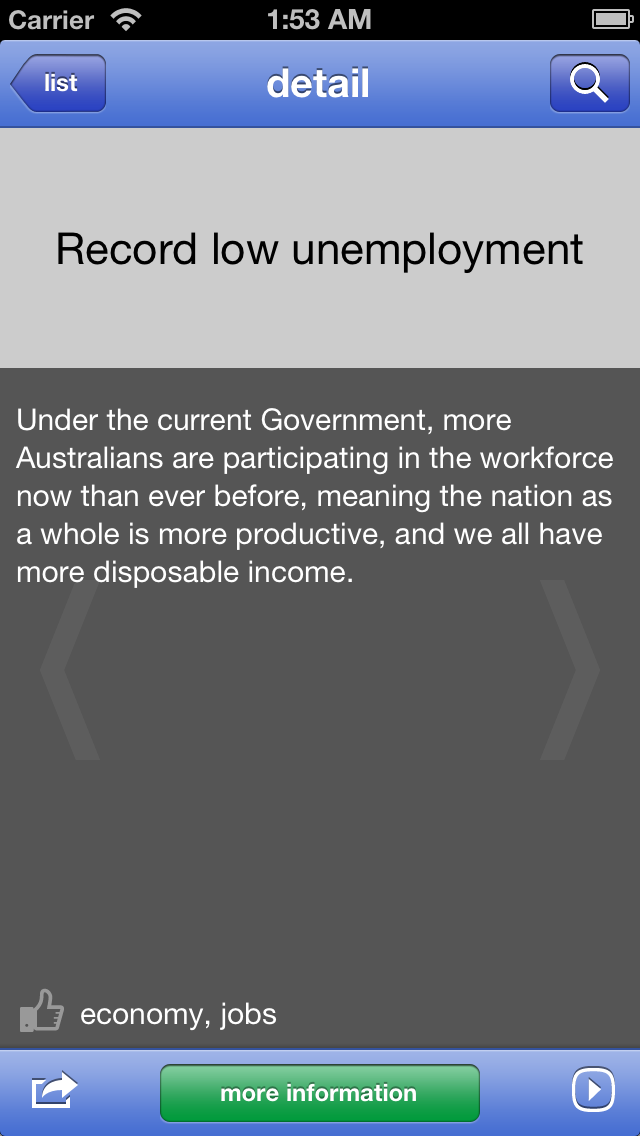 Carrier 1:53 AM
list detail
Record low unemployment
Under the current Government, more
Australians are participating in the workforce
now than ever before, meaning the nation as
a whole is more productive, and we all have
more disposable income.
economy, jobs
more information